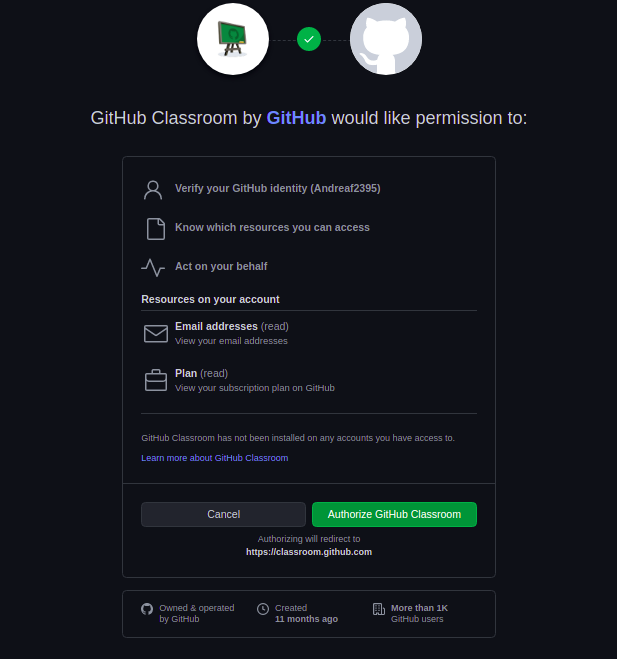 GitHub Classroom by GitHub would like permission to:
Verify your GitHub identity (Andreaf2395)
Know which resources you can access
Act on your behalf
Resources on your account
Email addresses (read)
View your email addresses
Plan (read)
View your subscription plan on GitHub
GitHub Classroom has not been installed on any accounts you have access to.
Learn more about GitHub Classroom
Cancel
Authorize GitHub Classroom
Authorizing will redirect to
https://classroom.github.com
Owned & operated
by GitHub
Created
11 months ago
More than 1K
GitHub users